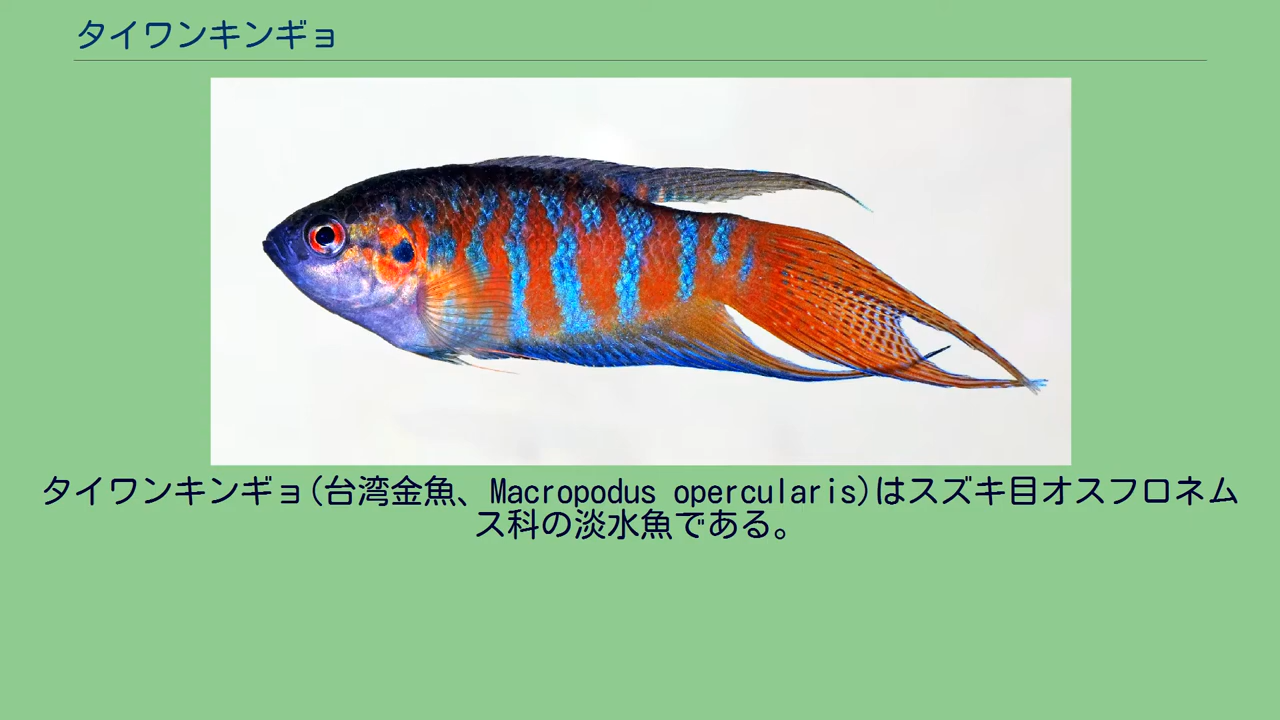 タイワンキンギョ
タイワンキンギョ(台湾金魚、Macropodus opercularis)はスズキ目オスフロネム
ス科の淡水魚である。